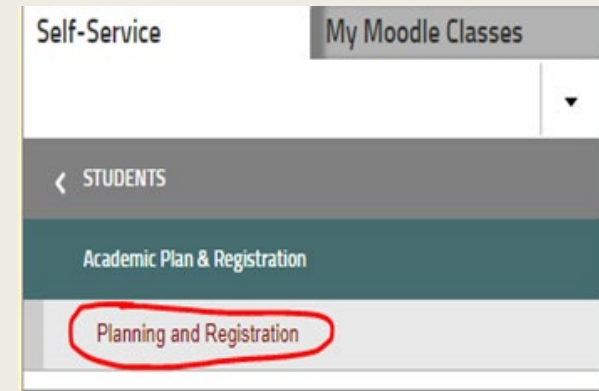 Self-Service
My Moodle Classes
STUDENTS
Academic Plan & Registration
Planning and Registration